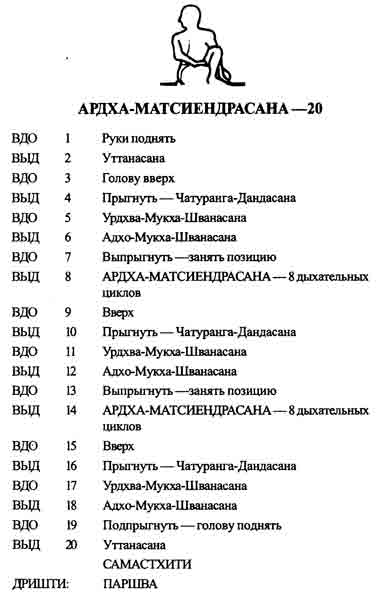 АРДХА-МАТСИЕНДРАСАНА — 20
ВДО 1 Руки поднять
ВЫД 2 Уттанасана
ВДО 3 Голову вверх
ВЫД 4 Прыгнуть — Чатуранга-Дандасана
ВДО 5 Урдхва-Мукха-Шванасана
ВЫД 6 Адхо-Мукха-Шванасана
ВДО 7 Выпрыгнуть — занять позицию
ВЫД 8 АРДХА-МАТСИЕНДРАСАНА — 8 дыхательных
циклов
ВДО 9 Вверх
ВЫД 10 Прыгнуть — Чатуранга-Дандасана
ВДО 11 Урдхва-Мукха-Шванасана
ВЫД 12 Адхо-Мукха-Шванасана
ВДО 13 Выпрыгнуть — занять позицию
ВЫД 14 АРДХА-МАТСИЕНДРАСАНА — 8 дыхательных
циклов
ВДО 15 Вверх
ВЫД 16 Прыгнуть — Чатуранга-Дандасана
ВДО 17 Урдхва-Мукха-Шванасана
ВЫД 18 Адхо-Мукха-Шванасана
ВДО 19 Подпрыгнуть — голову поднять
ВЫД 20 Уттанасана
САМАСТХИТИ
ДРИШТИ: ПАРШВА